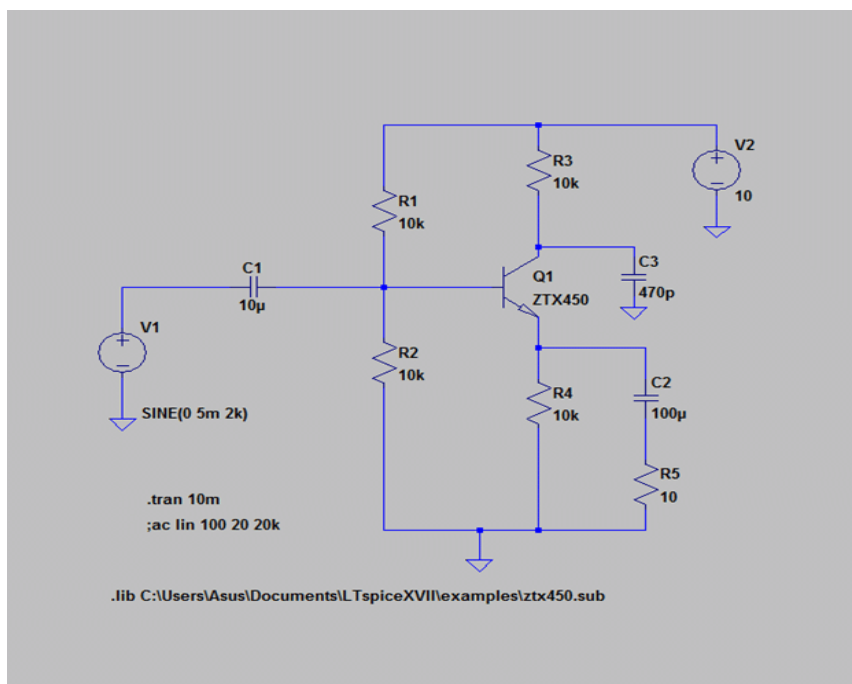 R3
10k
V2
10
R1
10k
C1
10µ
Q1
ZTX450
C3
470p
V1
SINE(0 5m 2k)
R2
10k
R4
10k
C2
100µ
R5
10
.tran 10m
;ac lin 100 20 20k
.lib C:\Users\Asus\Documents\LTspiceXVII\examples\ztx450.sub